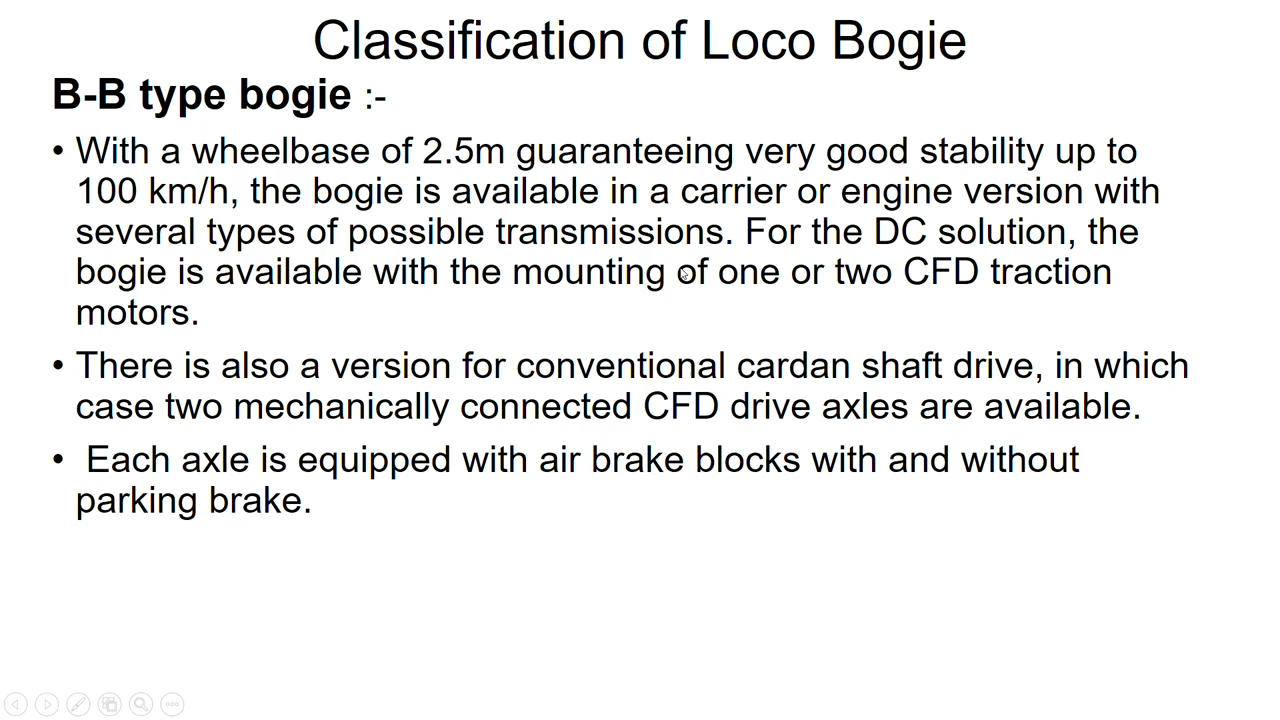 Classification of Loco Bogie
B-B type bogie :-
• With a wheelbase of 2.5m guaranteeing very good stability up to
100 km/h, the bogie is available in a carrier or engine version with
several types of possible transmissions. For the DC solution, the
bogie is available with the mounting of one or two CFD traction
motors.
• There is also a version for conventional cardan shaft drive, in which
case two mechanically connected CFD drive axles are available.
• Each axle is equipped with air brake blocks with and without
parking brake.